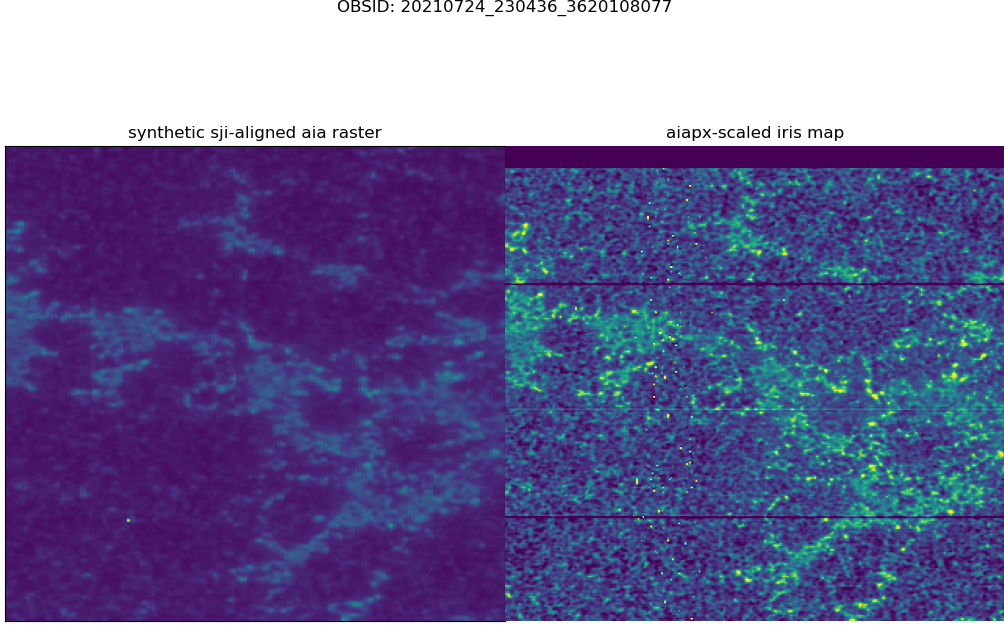 OBSID: 20210724_230436_3620108077
synthetic sji-aligned aia raster
aiapx-scaled iris map